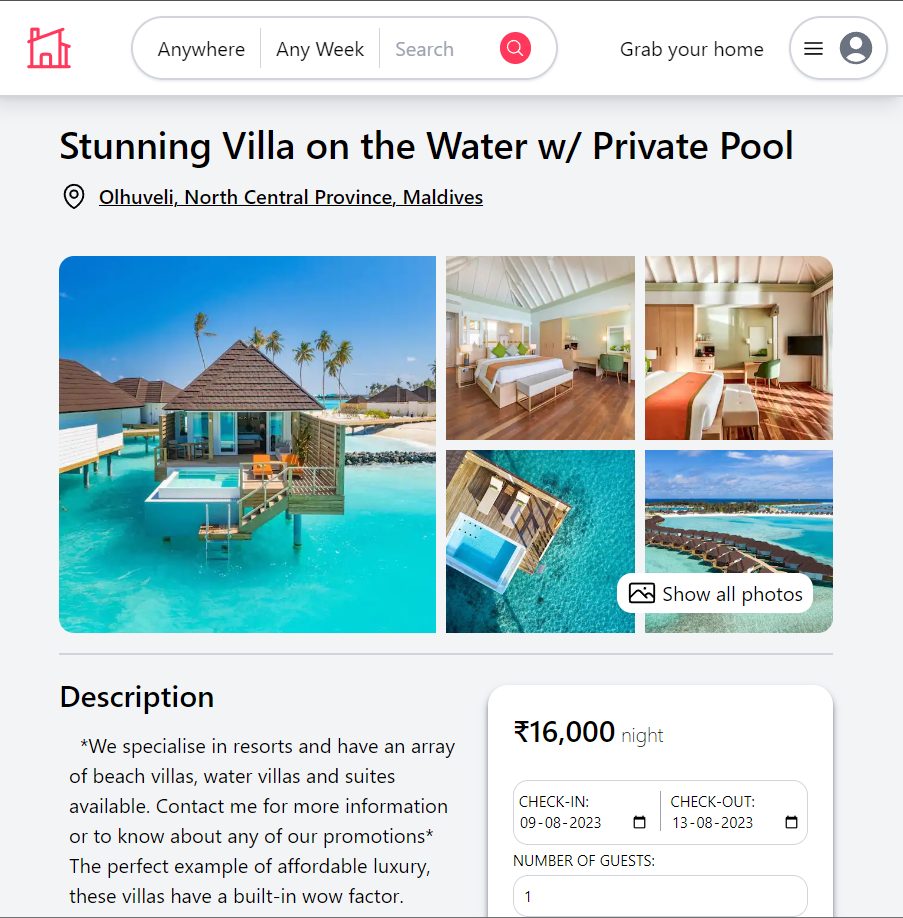 Anywhere Any Week Search Grab your home
Stunning Villa on the Water w/ Private Pool
Olhuveli, North Central Province, Maldives
Show all photos
Description
*We specialise in resorts and have an array
of beach villas, water villas and suites
available. Contact me for more information
or to know about any of our promotions*
The perfect example of affordable luxury,
these villas have a built-in wow factor.
₹16,000 night
CHECK-IN: CHECK-OUT:
09-08-2023 13-08-2023
NUMBER OF GUESTS:
1